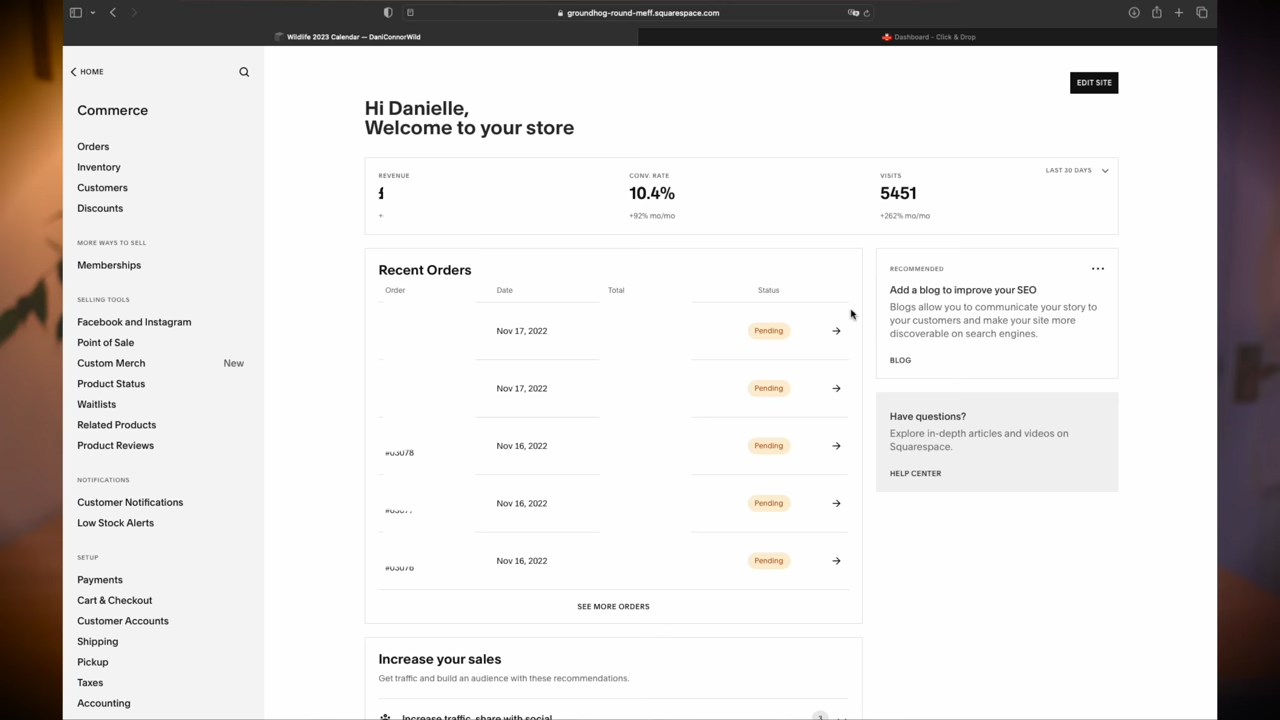 groundhog-round-meff.squarespace.com
Wildlife 2023 Calendar — DaniConnorWild
Dashboard - Click & Drop
HOME
Commerce
Orders
Inventory
Customers
Discounts
MORE WAYS TO SELL
Memberships
SELLING TOOLS
Facebook and Instagram
Point of Sale
Custom Merch New
Product Status
Waitlists
Related Products
Product Reviews
NOTIFICATIONS
Customer Notifications
Low Stock Alerts
SETUP
Payments
Cart & Checkout
Customer Accounts
Shipping
Pickup
Taxes
Accounting
EDIT SITE
Hi Danielle,
Welcome to your store
LAST 30 DAYS
REVENUE CONV. RATE VISITS
£ 10.4% 5451
+ +92% mo/mo +262% mo/mo
Recent Orders
Order Date Total Status
Nov 17, 2022 Pending
Nov 17, 2022 Pending
#03078 Nov 16, 2022 Pending
Nov 16, 2022 Pending
#03076 Nov 16, 2022 Pending
SEE MORE ORDERS
Increase your sales
Get traffic and build an audience with these recommendations.
Increase traffic, share with social
RECOMMENDED
Add a blog to improve your SEO
Blogs allow you to communicate your story to
your customers and make your site more
discoverable on search engines.
BLOG
Have questions?
Explore in-depth articles and videos on
Squarespace.
HELP CENTER